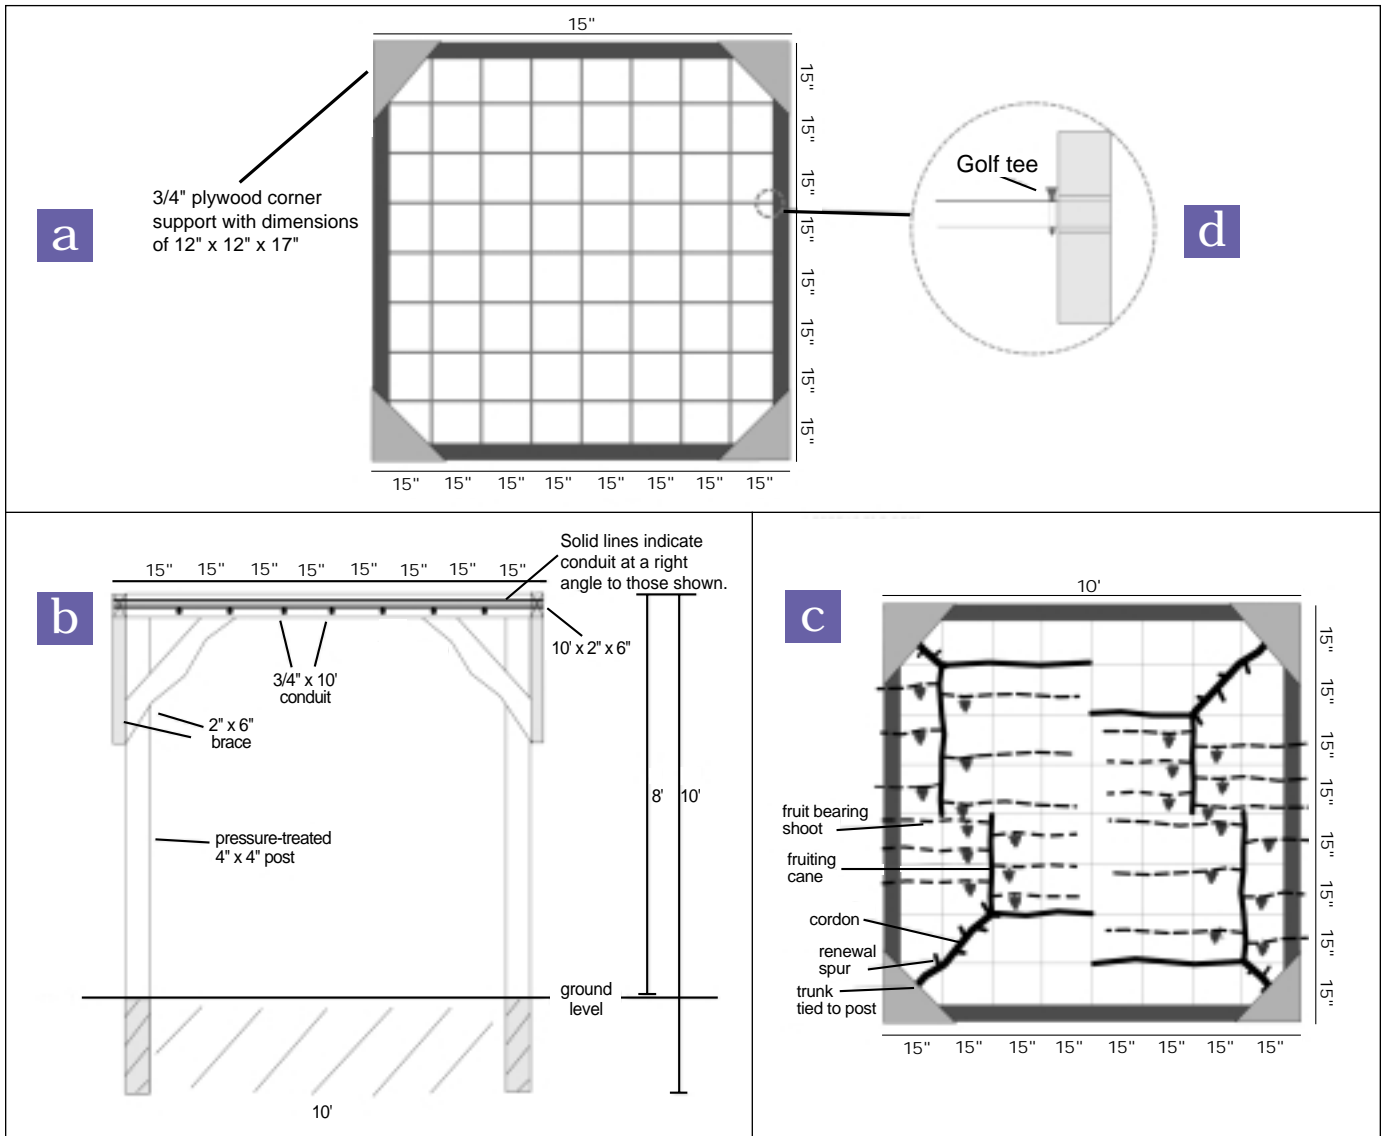 15"
15"
15"
15"
15"
15"
15"
15"
15"
3/4" plywood corner
support with dimensions
of 12" x 12" x 17"
a
Golf tee
d
15" 15" 15" 15" 15" 15" 15" 15"
b
15" 15" 15" 15" 15" 15" 15" 15"
Solid lines indicate
conduit at a right
angle to those shown.
10' x 2" x 6"
3/4" x 10'
conduit
2" x 6"
brace
8'
10'
pressure-treated
4" x 4" post
ground
level
10'
c
10'
15"
15"
15"
15"
15"
15"
15"
15"
fruit bearing
shoot
fruiting
cane
cordon
renewal
spur
trunk
tied to post
15" 15" 15" 15" 15" 15" 15" 15"